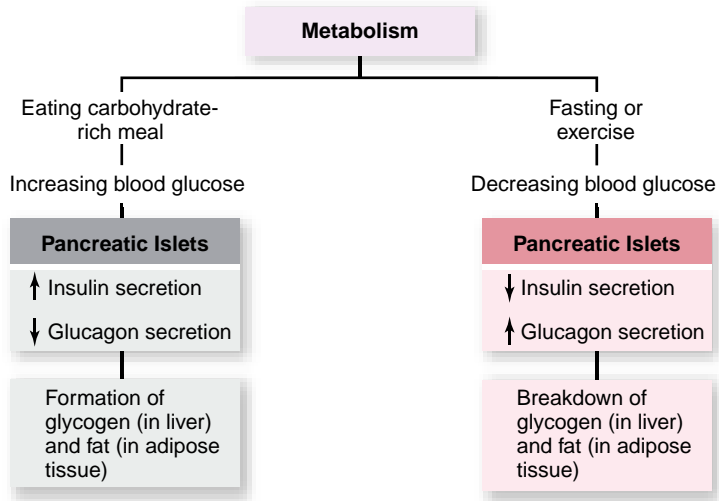 Metabolism
Eating carbohydrate-
rich meal
Increasing blood glucose
Pancreatic Islets
↑ Insulin secretion
↓ Glucagon secretion
Formation of
glycogen (in liver)
and fat (in adipose
tissue)
Fasting or
exercise
Decreasing blood glucose
Pancreatic Islets
↓ Insulin secretion
↑ Glucagon secretion
Breakdown of
glycogen (in liver)
and fat (in adipose
tissue)